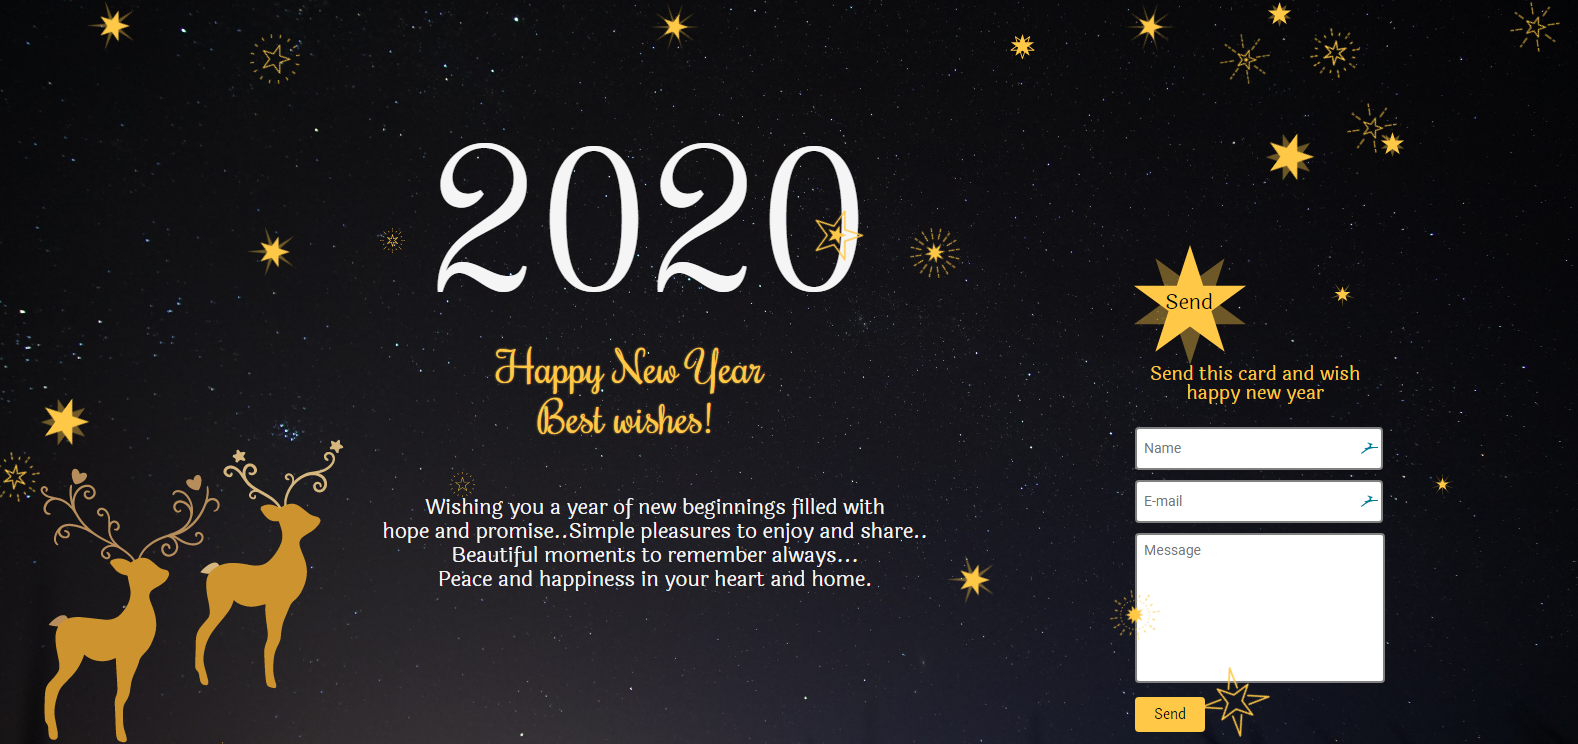 2020
Happy New Year
Best wishes!
Wishing you a year of new beginnings filled with
hope and promise..Simple pleasures to enjoy and share..
Beautiful moments to remember always...
Peace and happiness in your heart and home.
Send
Send this card and wish
happy new year
Name
E-mail
Message
Send